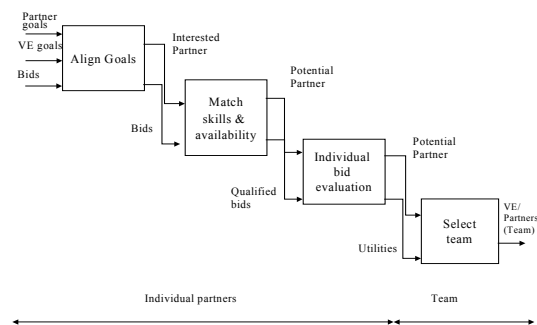 Partner
goals
VE goals
Bids
Align Goals
Interested
Partner
Bids
Match
skills &
availability
Potential
Partner
Qualified
bids
Individual
bid
evaluation
Potential
Partner
Utilities
Select
team
VE/
Partners
(Team)
Individual partners
Team